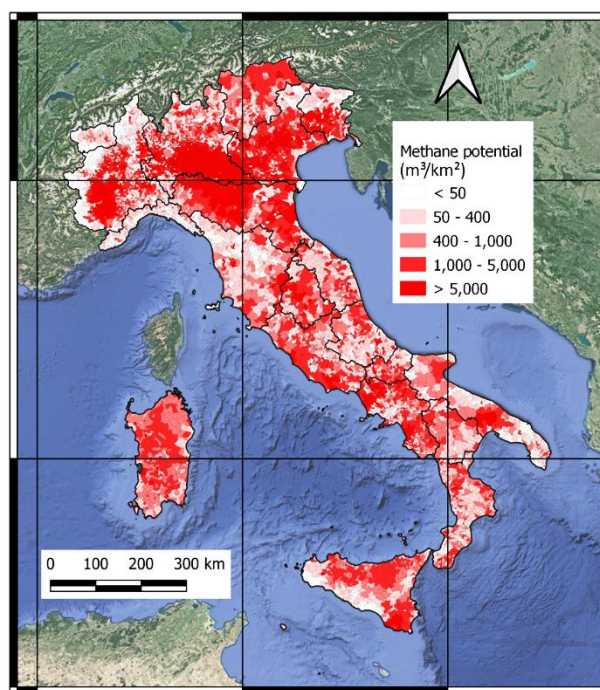 Methane potential
(m³/km²)
< 50
50 - 400
400 - 1,000
1,000 - 5,000
> 5,000
0 100 200 300 km